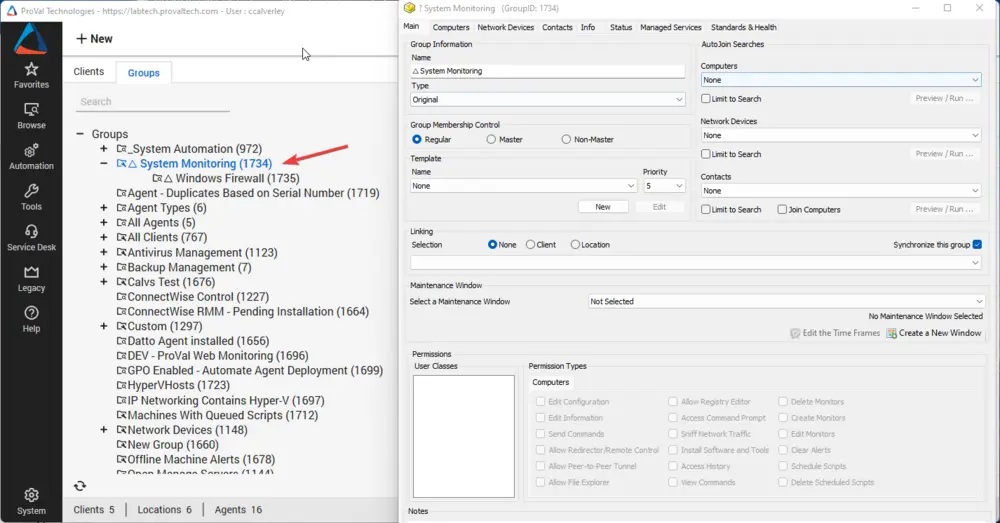 ProVal Technologies - https://labtech.provaltech.com - User : ccalverley
Favorites
Browse
Automation
Tools
Service Desk
Legacy
Help
System
+ New
Clients
Groups
Search
Groups
_System Automation (972)
△ System Monitoring (1734)
△ Windows Firewall (1735)
Agent - Duplicates Based on Serial Number (1719)
Agent Types (6)
All Agents (5)
All Clients (767)
Antivirus Management (1123)
Backup Management (7)
Calvs Test (1676)
ConnectWise Control (1227)
ConnectWise RMM - Pending Installation (1664)
Custom (1297)
Datto Agent installed (1656)
DEV - ProVal Web Monitoring (1696)
GPO Enabled - Automate Agent Deployment (1699)
HyperVHosts (1723)
IP Networking Contains Hyper-V (1697)
Machines With Queued Scripts (1712)
Network Devices (1148)
New Group (1660)
Offline Machine Alerts (1678)
Open Manage Servers (1144)
Clients 5 Locations 6 Agents 16
System Monitoring (GroupID: 1734)
Main Computers Network Devices Contacts Info Status Managed Services Standards & Health
Group Information
Name
△ System Monitoring
Type
Original
Group Membership Control
Regular Master Non-Master
Template
Name Priority
None 5
New Edit
AutoJoin Searches
Computers
None
Limit to Search Preview / Run ...
Network Devices
None
Limit to Search Preview / Run ...
Contacts
None
Limit to Search Join Computers Preview / Run ...
Linking
Selection None Client Location Synchronize this group
Maintenance Window
Select a Maintenance Window Not Selected
No Maintenance Window Selected
Edit the Time Frames Create a New Window
Permissions
User Classes
Permission Types
Computers
Edit Configuration Allow Registry Editor Delete Monitors
Edit Information Access Command Prompt Create Monitors
Send Commands Sniff Network Traffic Edit Monitors
Allow Redirector/Remote Control Install Software and Tools Clear Alerts
Allow Peer-to-Peer Tunnel Access History Schedule Scripts
Allow File Explorer View Commands Delete Scheduled Scripts
Notes